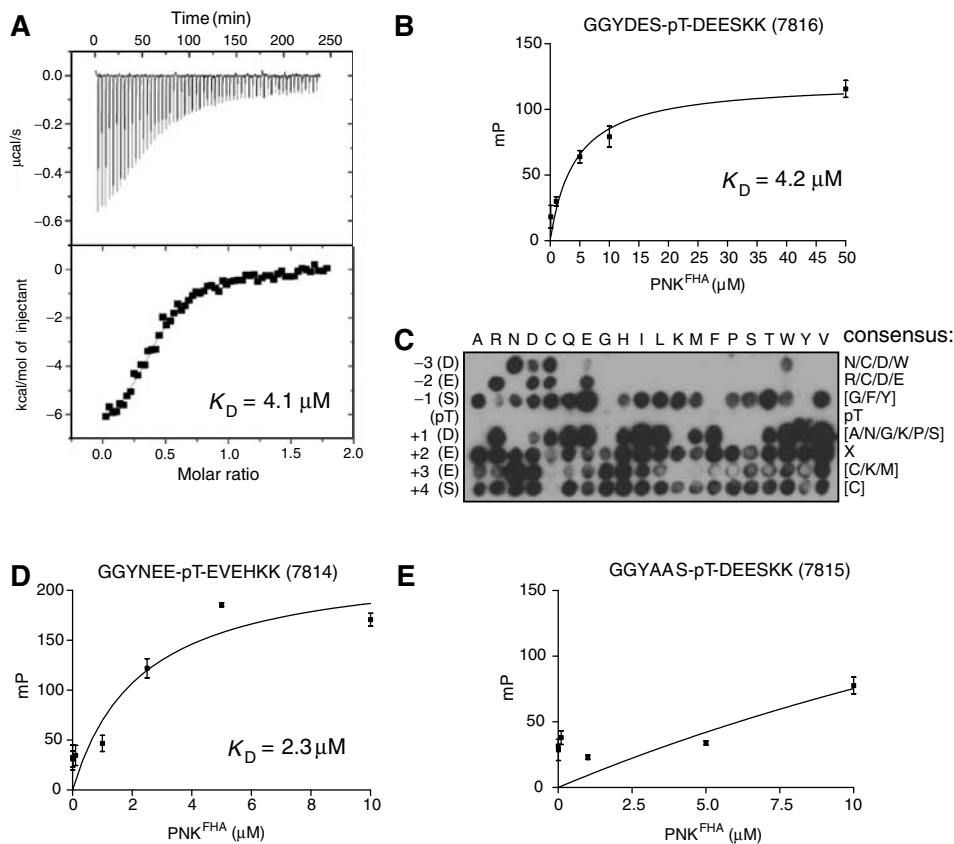 A
Time (min)
0 50 100 150 200 250
0.0
−0.2
−0.4
−0.6
µcal/s
0
−2
−4
−6
kcal/mol of injectant
K_D = 4.1 µM
0.0 0.5 1.0 1.5 2.0
Molar ratio
B
GGYDES-pT-DEESKK (7816)
150
100
50
0
mP
K_D = 4.2 µM
0 5 10 15 20 25 30 35 40 45 50
PNK^FHA (µM)
C
A R N D C Q E G H I L K M F P S T W Y V consensus:
−3 (D) N/C/D/W
−2 (E) R/C/D/E
−1 (S) [G/F/Y]
(pT) pT
+1 (D) [A/N/G/K/P/S]
+2 (E) X
+3 (E) [C/K/M]
+4 (S) [C]
D
GGYNEE-pT-EVEHKK (7814)
200
150
100
50
0
mP
K_D = 2.3 µM
0 2 4 6 8 10
PNK^FHA (µM)
E
GGYAAS-pT-DEESKK (7815)
150
100
50
0
mP
0 2.5 5.0 7.5 10
PNK^FHA (µM)